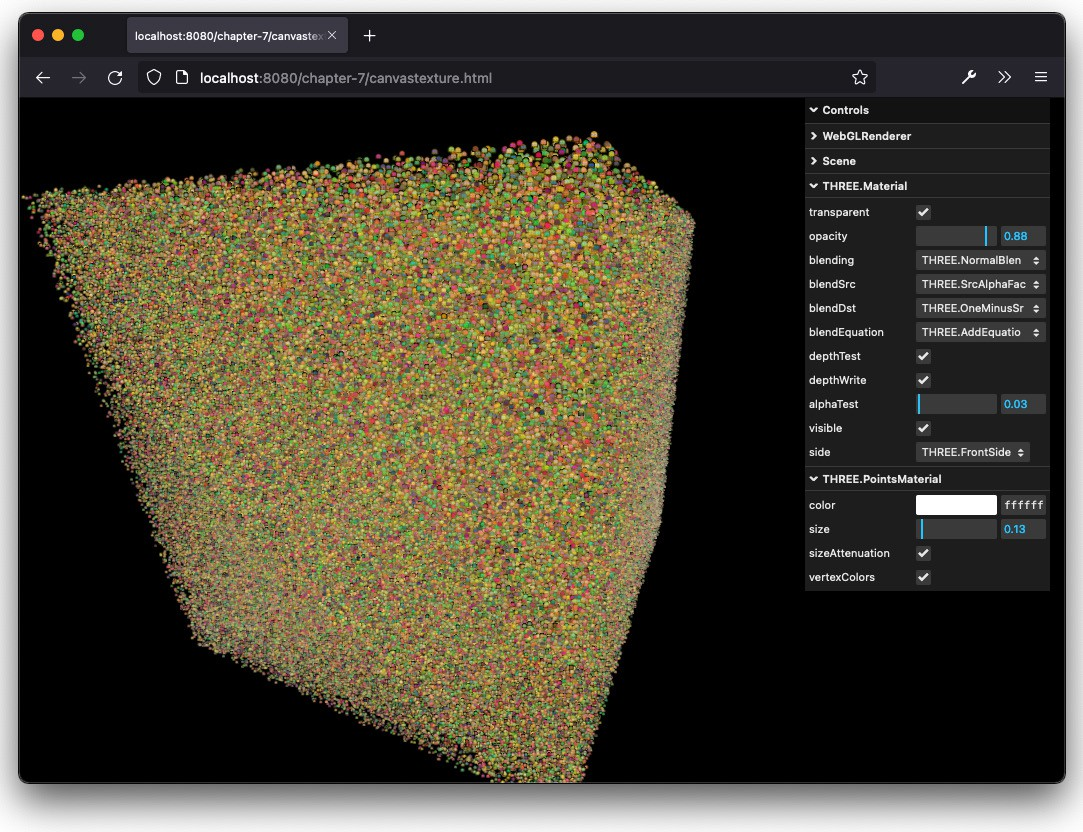 localhost:8080/chapter-7/canvastex
localhost:8080/chapter-7/canvastexture.html
Controls
WebGLRenderer
Scene
THREE.Material
transparent
opacity 0.88
blending THREE.NormalBlen
blendSrc THREE.SrcAlphaFac
blendDst THREE.OneMinusSr
blendEquation THREE.AddEquatio
depthTest
depthWrite
alphaTest 0.03
visible
side THREE.FrontSide
THREE.PointsMaterial
color ffffff
size 0.13
sizeAttenuation
vertexColors